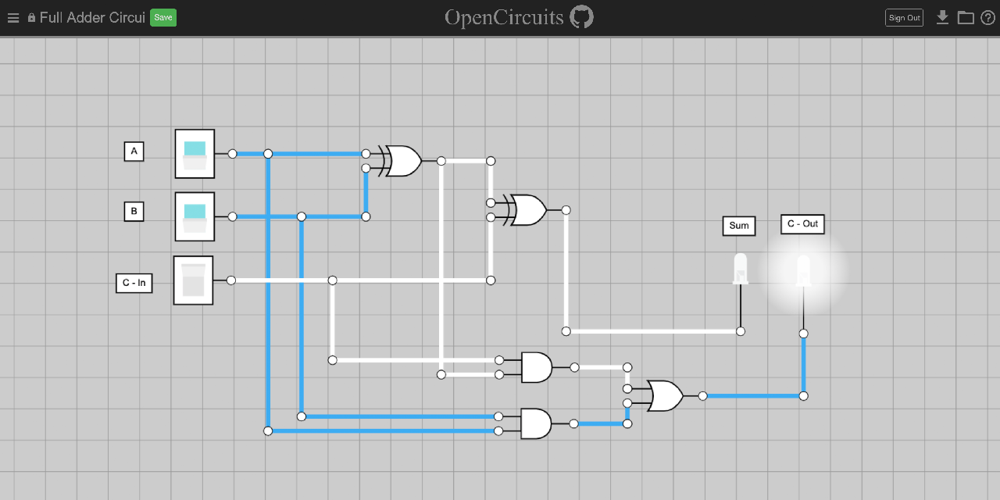 Full Adder Circui
Save
OpenCircuits
Sign Out
?
A
B
C - In
Sum
C - Out